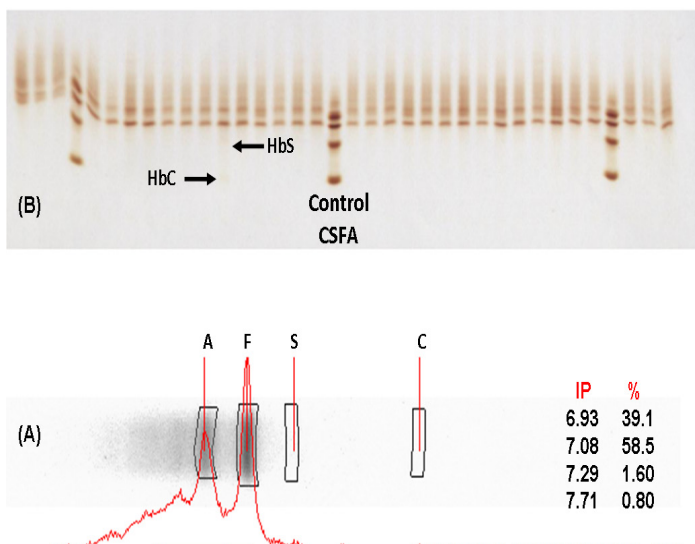 HbS
HbC
(B)
Control
CSFA
A F S C
IP %
6.93 39.1
(A)
7.08 58.5
7.29 1.60
7.71 0.80